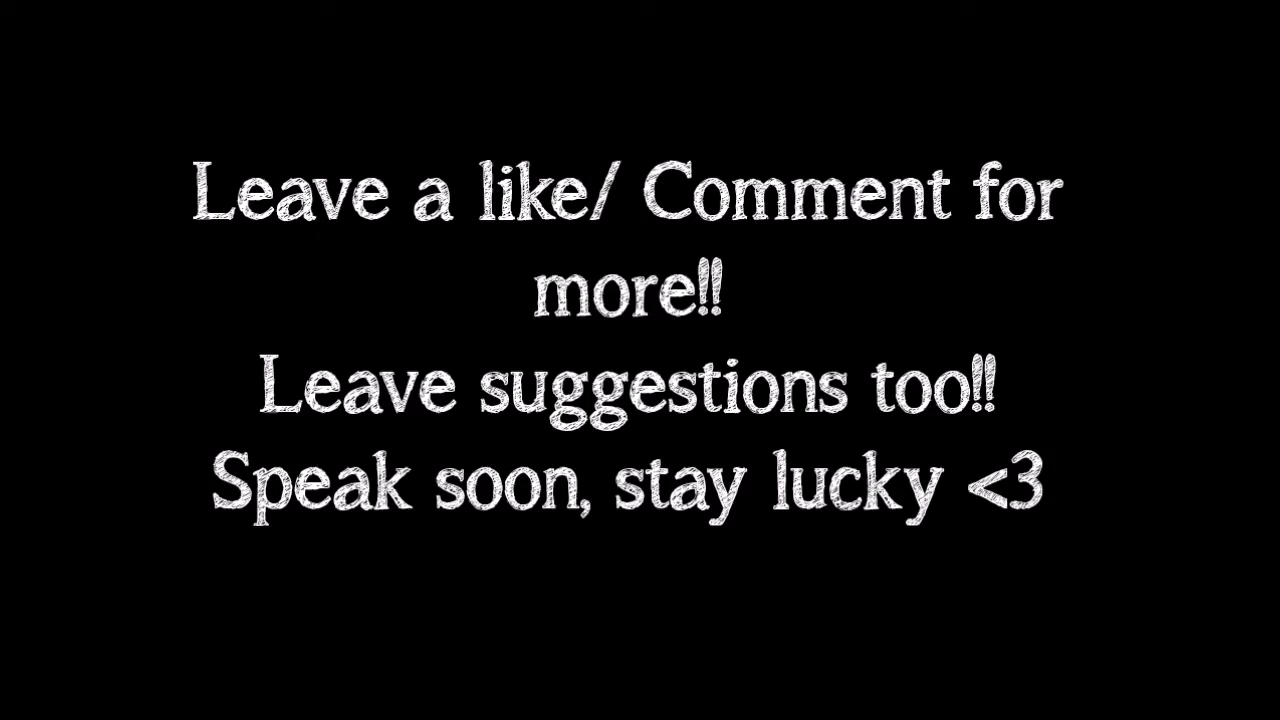 Leave a like/ Comment for
more!!
Leave suggestions too!!
Speak soon, stay lucky <3